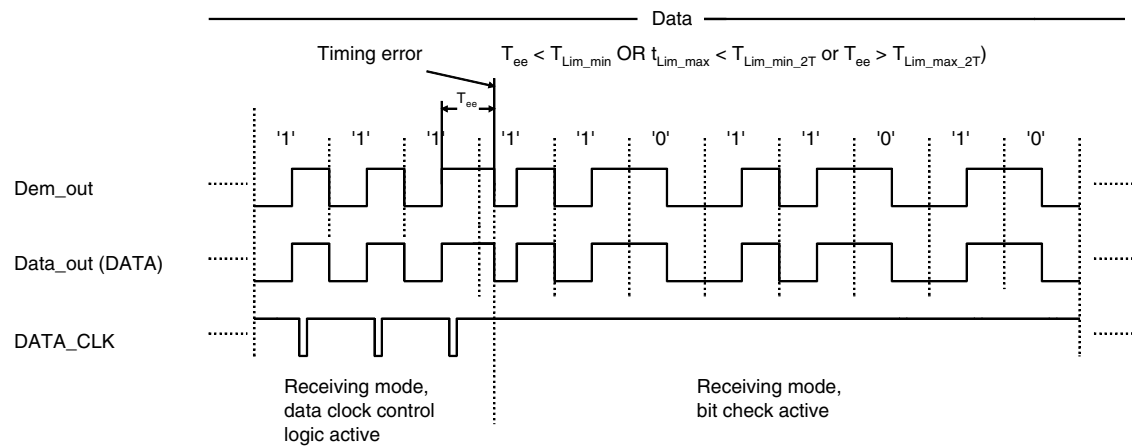 Data
Timing error
T_ee < T_Lim_min OR t_Lim_max < T_Lim_min_2T or T_ee > T_Lim_max_2T)
T_ee
'1' '1' '1' '1' '1' '0' '1' '1' '0' '1' '0'
Dem_out
Data_out (DATA)
DATA_CLK
Receiving mode,
data clock control
logic active
Receiving mode,
bit check active